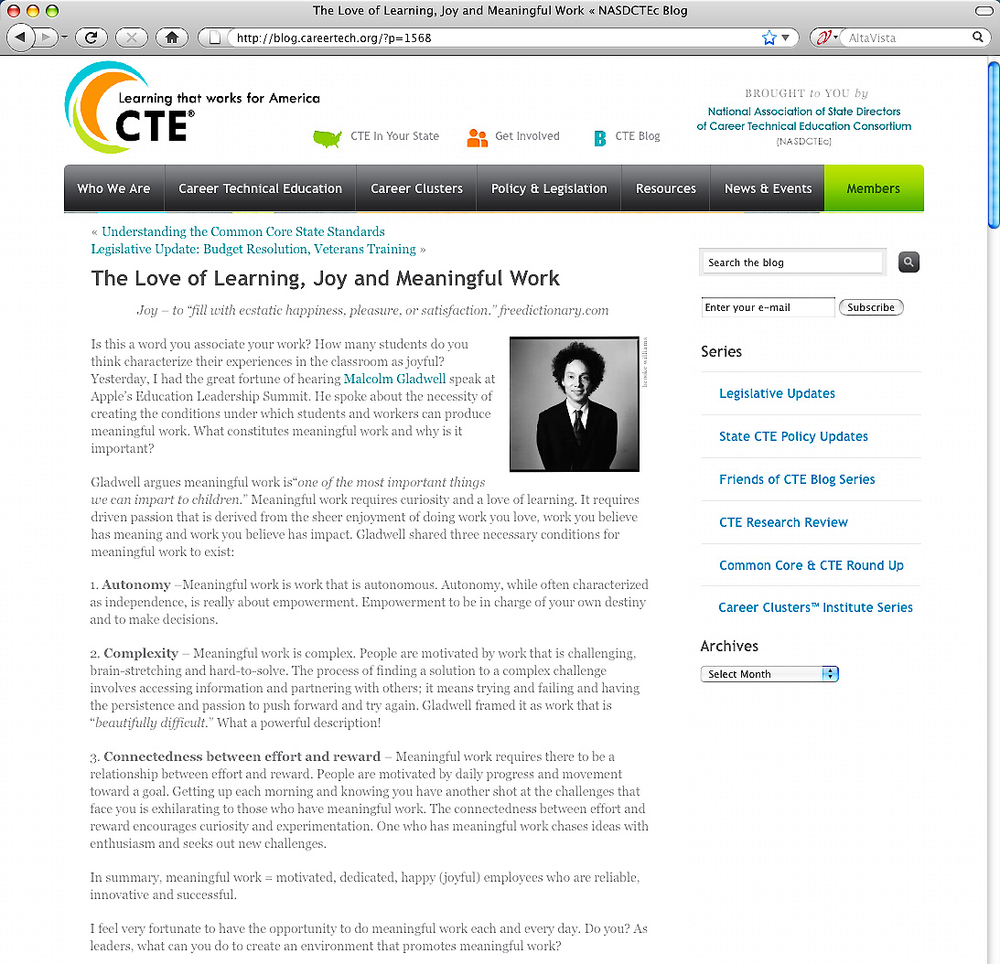 The Love of Learning, Joy and Meaningful Work « NASDCTEc Blog
http://blog.careertech.org/?p=1568
AltaVista
Learning that works for America
CTE®
CTE In Your State
Get Involved
CTE Blog
BROUGHT to YOU by
National Association of State Directors
of Career Technical Education Consortium
(NASDCTEc)
Who We Are
Career Technical Education
Career Clusters
Policy & Legislation
Resources
News & Events
Members
« Understanding the Common Core State Standards
Legislative Update: Budget Resolution, Veterans Training »
The Love of Learning, Joy and Meaningful Work
Joy – to “fill with ecstatic happiness, pleasure, or satisfaction.” freedictionary.com
Is this a word you associate your work? How many students do you
think characterize their experiences in the classroom as joyful?
Yesterday, I had the great fortune of hearing Malcolm Gladwell speak at
Apple’s Education Leadership Summit. He spoke about the necessity of
creating the conditions under which students and workers can produce
meaningful work. What constitutes meaningful work and why is it
important?
brooke williams
Gladwell argues meaningful work is“one of the most important things
we can impart to children.” Meaningful work requires curiosity and a love of learning. It requires
driven passion that is derived from the sheer enjoyment of doing work you love, work you believe
has meaning and work you believe has impact. Gladwell shared three necessary conditions for
meaningful work to exist:
1. Autonomy –Meaningful work is work that is autonomous. Autonomy, while often characterized
as independence, is really about empowerment. Empowerment to be in charge of your own destiny
and to make decisions.
2. Complexity – Meaningful work is complex. People are motivated by work that is challenging,
brain-stretching and hard-to-solve. The process of finding a solution to a complex challenge
involves accessing information and partnering with others; it means trying and failing and having
the persistence and passion to push forward and try again. Gladwell framed it as work that is
“beautifully difficult.” What a powerful description!
3. Connectedness between effort and reward – Meaningful work requires there to be a
relationship between effort and reward. People are motivated by daily progress and movement
toward a goal. Getting up each morning and knowing you have another shot at the challenges that
face you is exhilarating to those who have meaningful work. The connectedness between effort and
reward encourages curiosity and experimentation. One who has meaningful work chases ideas with
enthusiasm and seeks out new challenges.
In summary, meaningful work = motivated, dedicated, happy (joyful) employees who are reliable,
innovative and successful.
I feel very fortunate to have the opportunity to do meaningful work each and every day. Do you? As
leaders, what can you do to create an environment that promotes meaningful work?
Search the blog
Enter your e-mail
Subscribe
Series
Legislative Updates
State CTE Policy Updates
Friends of CTE Blog Series
CTE Research Review
Common Core & CTE Round Up
Career Clusters™ Institute Series
Archives
Select Month